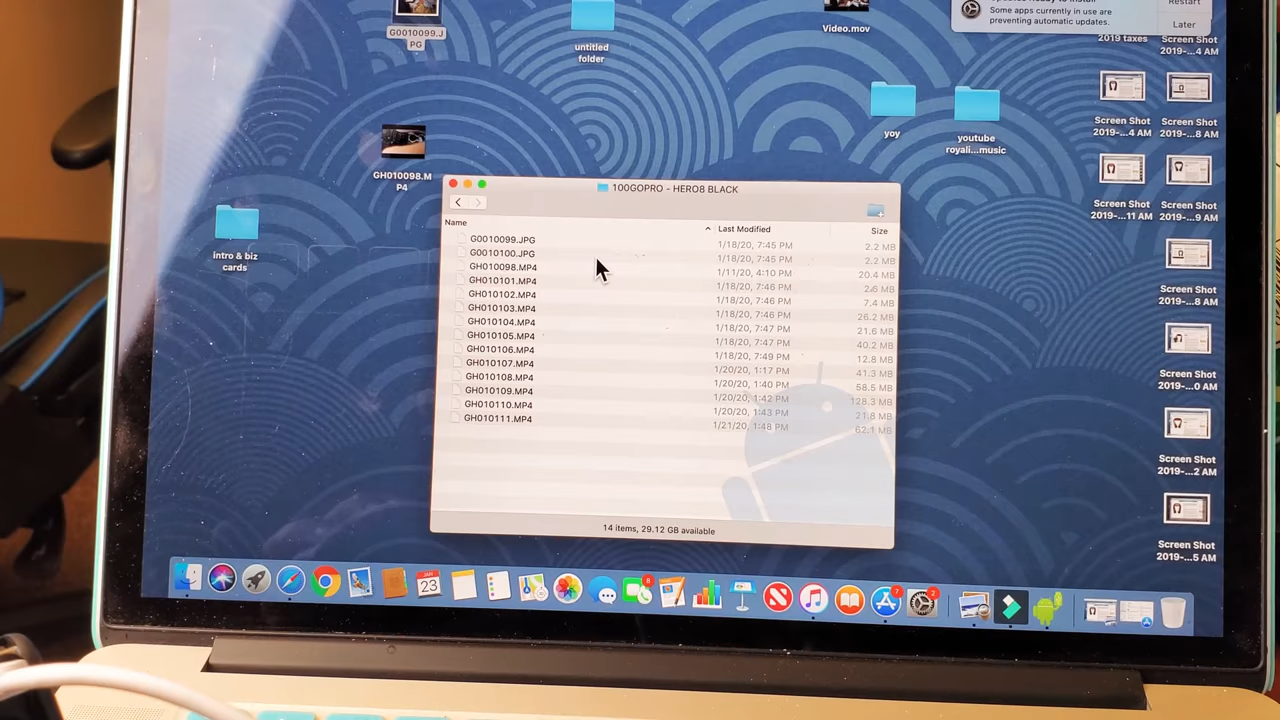 Updates Ready to Install
Some apps currently in use are
preventing automatic updates.
Restart
Later
G0010099.J
PG
untitled
folder
Video.mov
2019 taxes
Screen Shot
2019-...4 AM
yoy
youtube
royali...music
Screen Shot
2019-...4 AM
Screen Shot
2019-...8 AM
GH010098.M
P4
Screen Shot
2019-...11 AM
Screen Shot
2019-...9 AM
intro & biz
cards
Screen Shot
2019-...8 AM
Screen Shot
2019-...0 AM
Screen Shot
2019-...2 AM
Screen Shot
2019-...5 AM
100GOPRO - HERO8 BLACK
Name Last Modified Size
G0010099.JPG 1/18/20, 7:45 PM 2.2 MB
G0010100.JPG 1/18/20, 7:45 PM 2.2 MB
GH010098.MP4 1/11/20, 4:10 PM 20.4 MB
GH010101.MP4 1/18/20, 7:46 PM 2.6 MB
GH010102.MP4 1/18/20, 7:46 PM 7.4 MB
GH010103.MP4 1/18/20, 7:46 PM 26.2 MB
GH010104.MP4 1/18/20, 7:47 PM 21.6 MB
GH010105.MP4 1/18/20, 7:47 PM 40.2 MB
GH010106.MP4 1/18/20, 7:49 PM 12.8 MB
GH010107.MP4 1/20/20, 1:17 PM 41.3 MB
GH010108.MP4 1/20/20, 1:40 PM 58.5 MB
GH010109.MP4 1/20/20, 1:42 PM 128.3 MB
GH010110.MP4 1/20/20, 1:43 PM 21.8 MB
GH010111.MP4 1/21/20, 1:48 PM 62.1 MB
14 items, 29.12 GB available
JAN
23
8
7
2